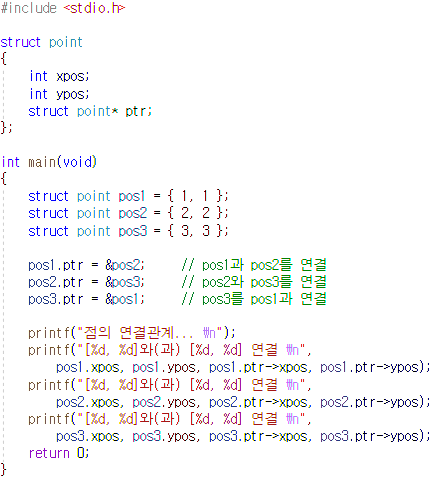 #include <stdio.h>
struct point
{
int xpos;
int ypos;
struct point* ptr;
};
int main(void)
{
struct point pos1 = { 1, 1 };
struct point pos2 = { 2, 2 };
struct point pos3 = { 3, 3 };
pos1.ptr = &pos2; // pos1과 pos2를 연결
pos2.ptr = &pos3; // pos2와 pos3를 연결
pos3.ptr = &pos1; // pos3를 pos1과 연결
printf("점의 연결관계... ₩n");
printf("[%d, %d]와(과) [%d, %d] 연결 ₩n",
pos1.xpos, pos1.ypos, pos1.ptr->xpos, pos1.ptr->ypos);
printf("[%d, %d]와(과) [%d, %d] 연결 ₩n",
pos2.xpos, pos2.ypos, pos2.ptr->xpos, pos2.ptr->ypos);
printf("[%d, %d]와(과) [%d, %d] 연결 ₩n",
pos3.xpos, pos3.ypos, pos3.ptr->xpos, pos3.ptr->ypos);
return 0;
}